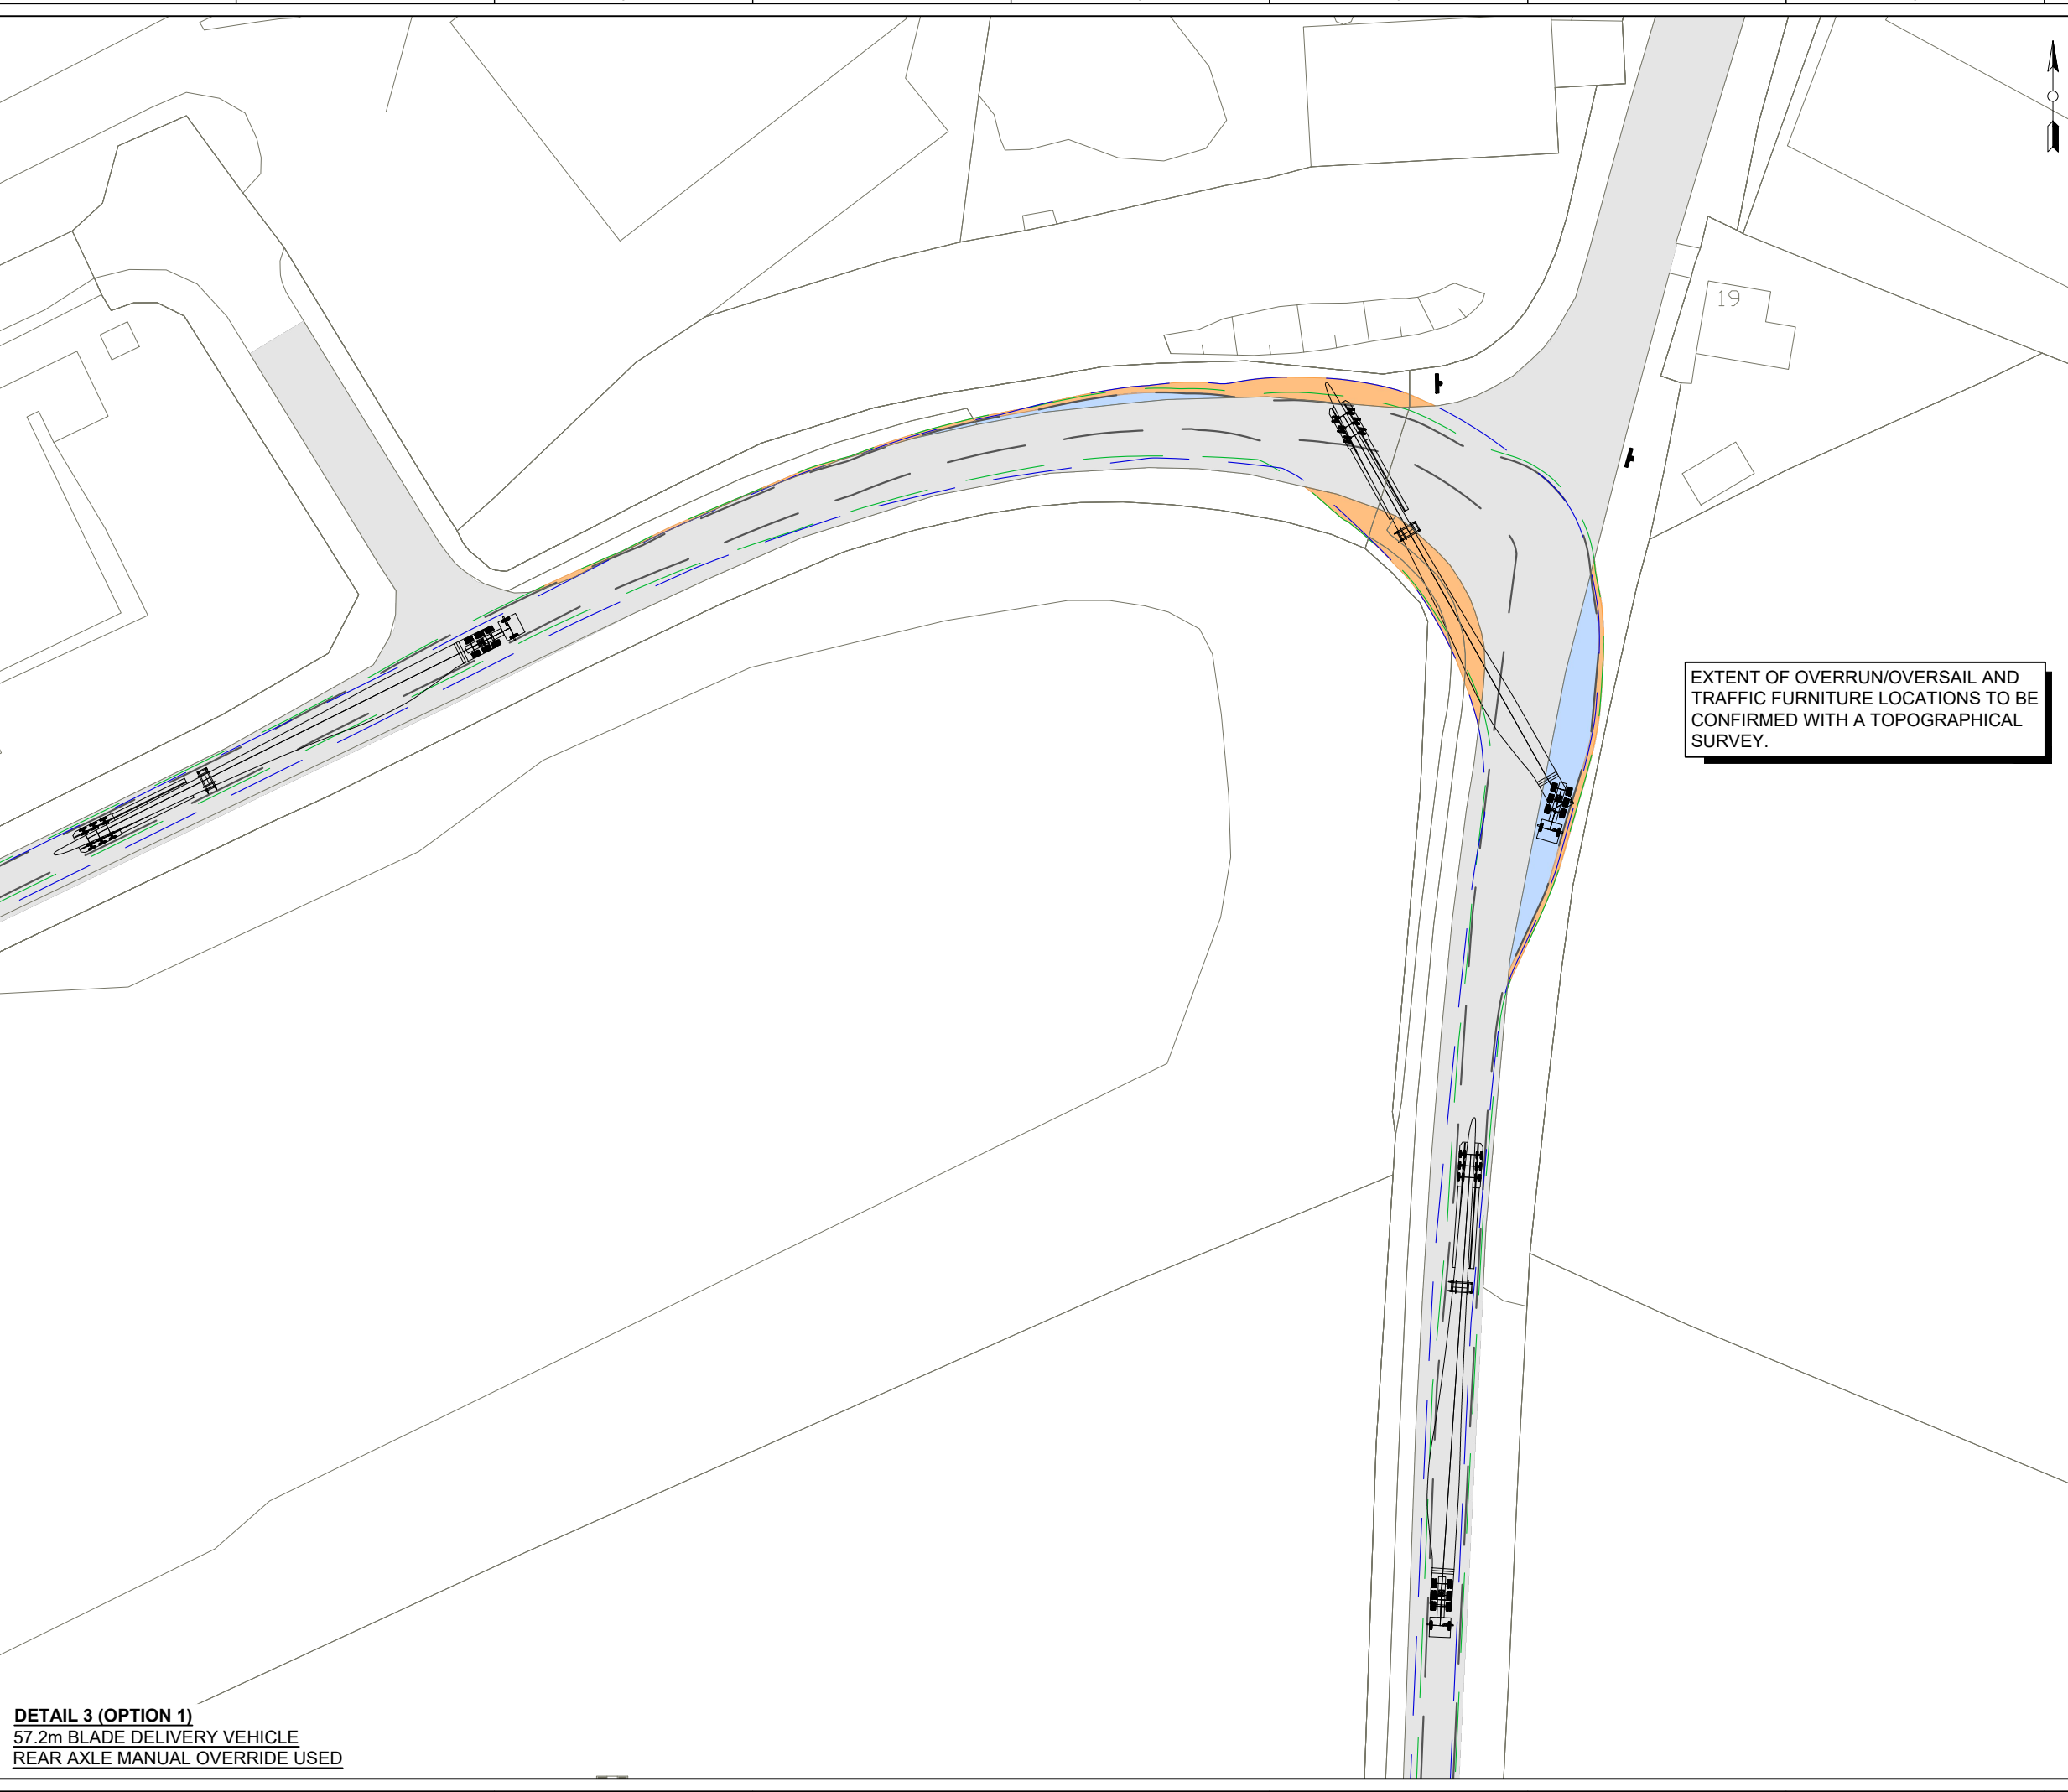 19
EXTENT OF OVERRUN/OVERSAIL AND
TRAFFIC FURNITURE LOCATIONS TO BE
CONFIRMED WITH A TOPOGRAPHICAL
SURVEY.
DETAIL 3 (OPTION 1)
57.2m BLADE DELIVERY VEHICLE
REAR AXLE MANUAL OVERRIDE USED